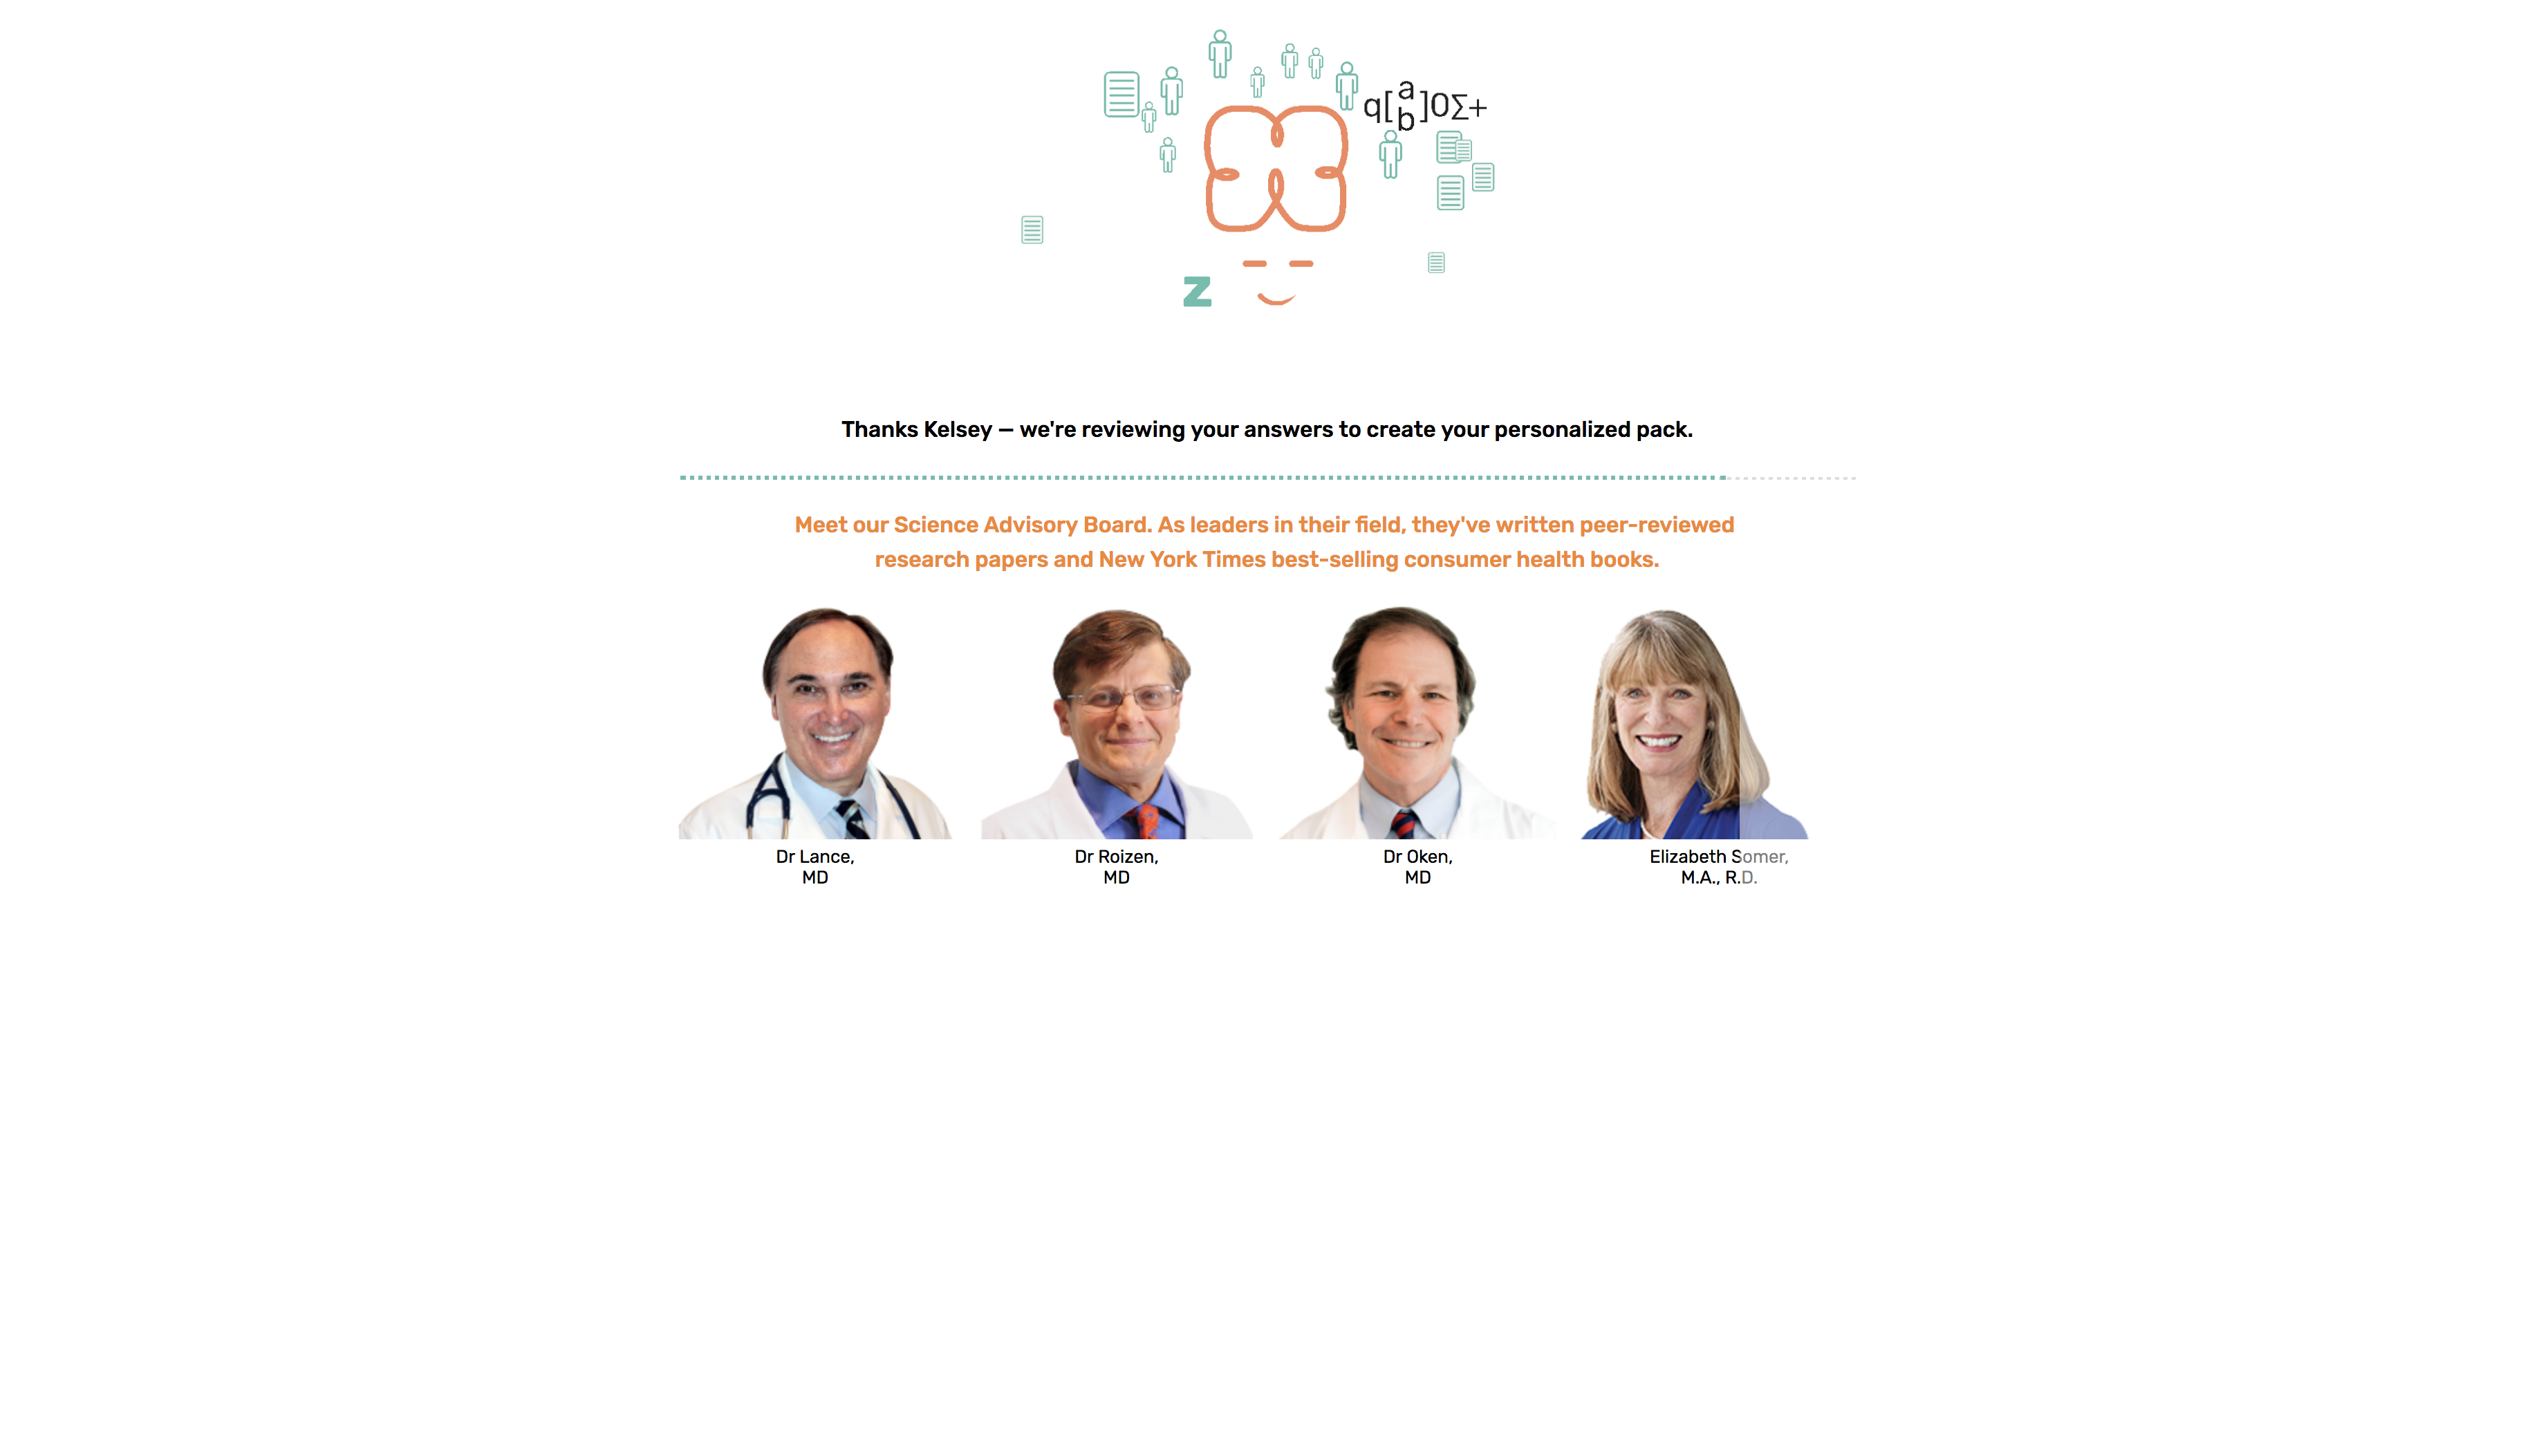 q[a
b]0Σ+
z
Thanks Kelsey — we're reviewing your answers to create your personalized pack.
Meet our Science Advisory Board. As leaders in their field, they've written peer-reviewed
research papers and New York Times best-selling consumer health books.
Dr Lance,
MD
Dr Roizen,
MD
Dr Oken,
MD
Elizabeth Somer,
M.A., R.D.